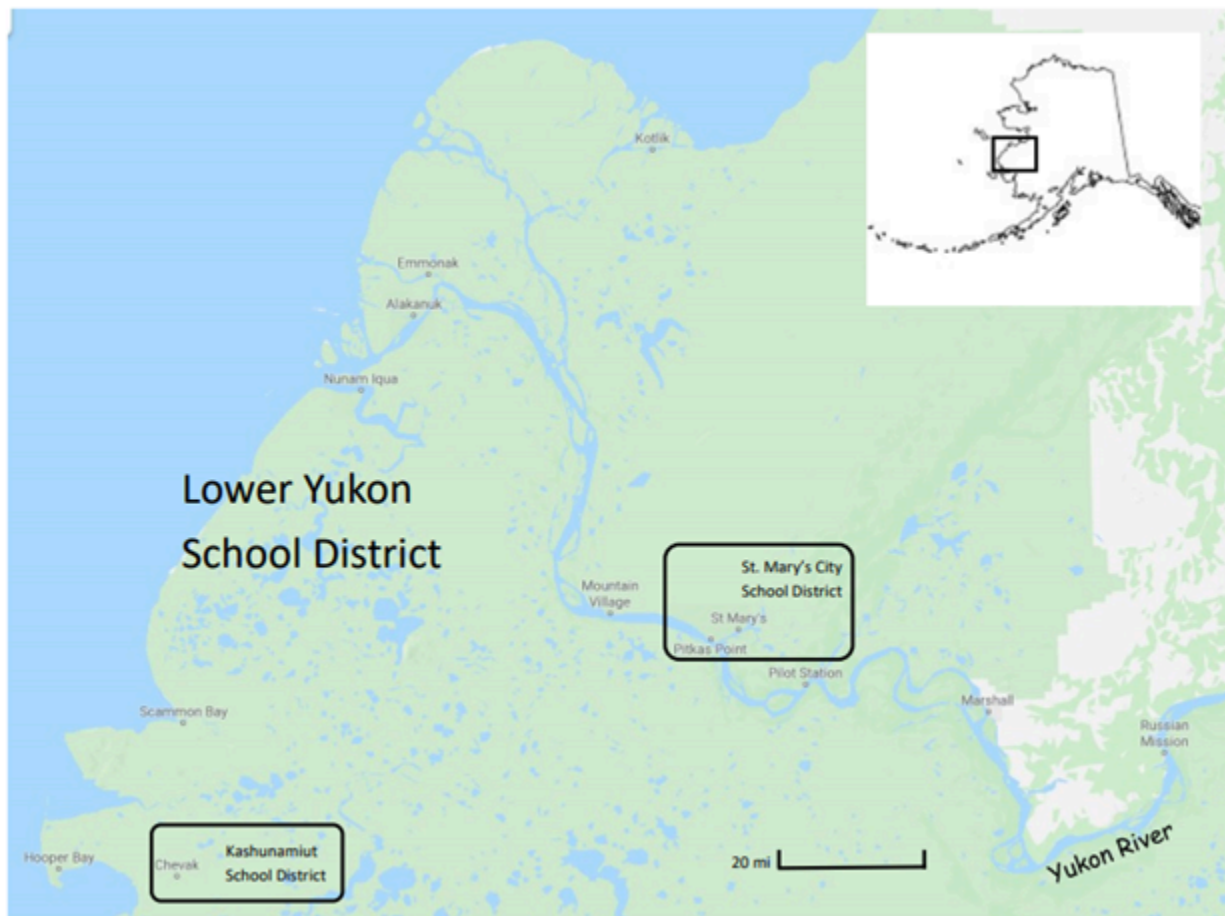 Kotlik
Emmonak
Alakanuk
Nunam Iqua
Lower Yukon
School District
St. Mary's City
School District
Mountain
Village
St Mary's
Pitkas Point
Pilot Station
Marshall
Scammon Bay
Russian
Mission
Hooper Bay
Chevak
Kashunamiut
School District
20 mi
Yukon River